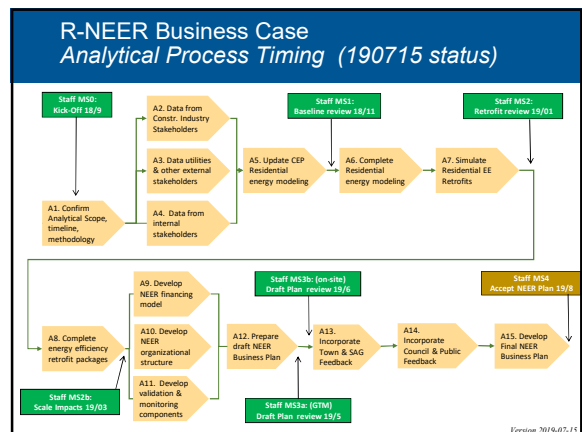 R-NEER Business Case
Analytical Process Timing (190715 status)
Staff MS0:
Kick-Off 18/9
A2. Data from
Constr. Industry
Stakeholders
Staff MS1:
Baseline review 18/11
Staff MS2:
Retrofit review 19/01
A3. Data utilities
& other external
stakeholders
A5. Update CEP
Residential
energy modeling
A6. Complete
Residential
energy modeling
A7. Simulate
Residential EE
Retrofits
A1. Confirm
Analytical Scope,
timeline,
methodology
A4. Data from
internal
stakeholders
A9. Develop
NEER financing
model
Staff MS3b: (on-site)
Draft Plan review
19/6
Staff MS4
Accept NEER Plan 19/8
A8. Complete
energy efficiency
retrofit packages
A10. Develop
NEER
organizational
structure
A12. Prepare
draft NEER
Business Plan
A13.
Incorporate
Town & SAG
Feedback
A14.
Incorporate
Council & Public
Feedback
A15. Develop
Final NEER
Business Plan
Staff MS2b:
Scale Impacts 19/03
A11. Develop
validation &
monitoring
components
Staff MS3a: (GTM)
Draft Plan review 19/5
Version 2019-07-15